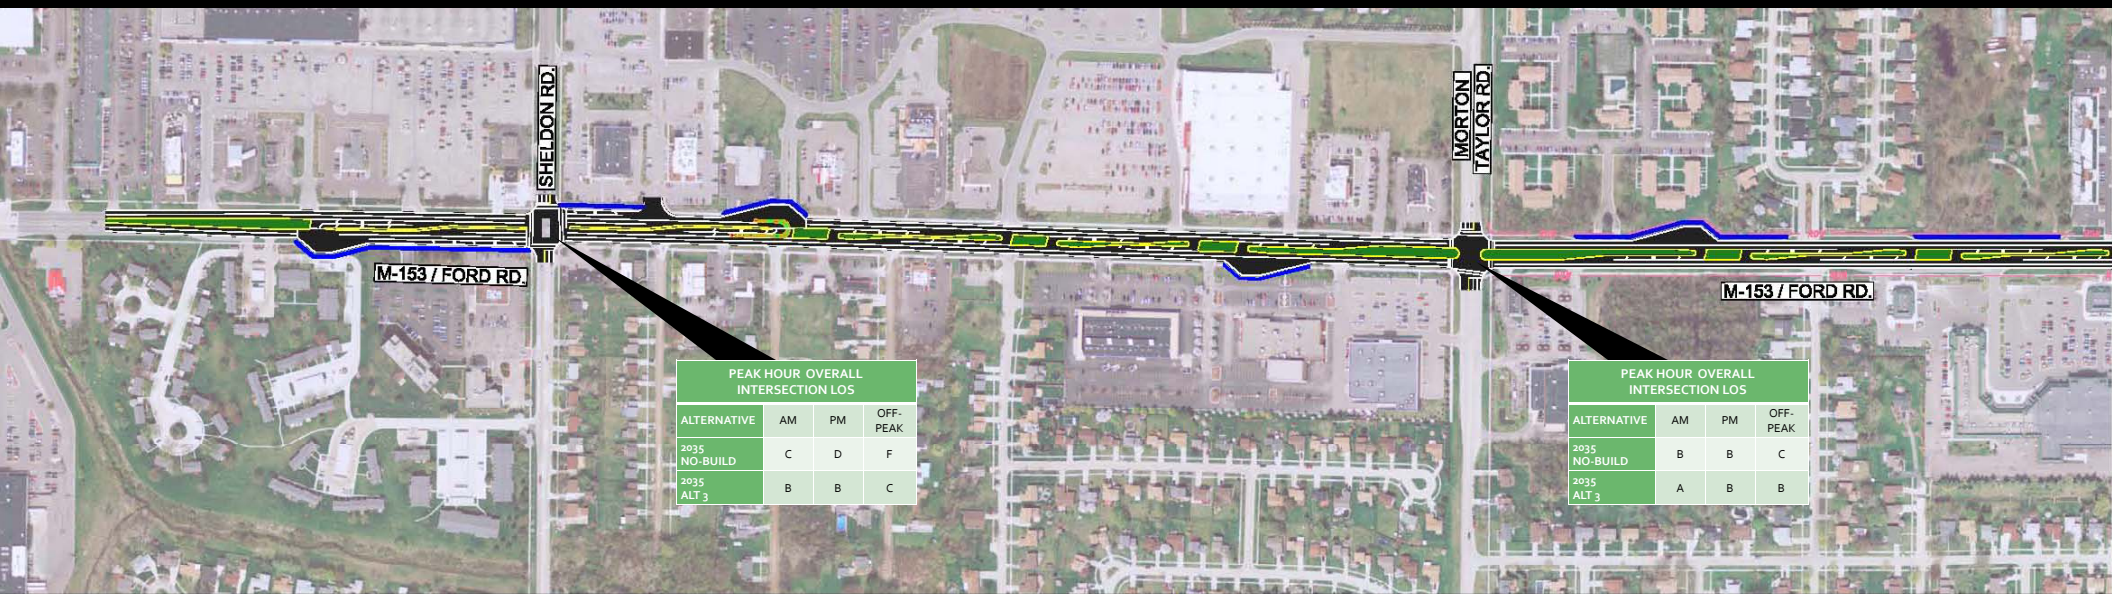 SHELDON RD.
MORTON
TAYLOR RD.
M-153 / FORD RD.
M-153 / FORD RD.
PEAK HOUR OVERALL
INTERSECTION LOS
ALTERNATIVE AM PM OFF-
PEAK
2035
NO-BUILD C D F
2035
ALT 3 B B C
PEAK HOUR OVERALL
INTERSECTION LOS
ALTERNATIVE AM PM OFF-
PEAK
2035
NO-BUILD B B C
2035
ALT 3 A B B